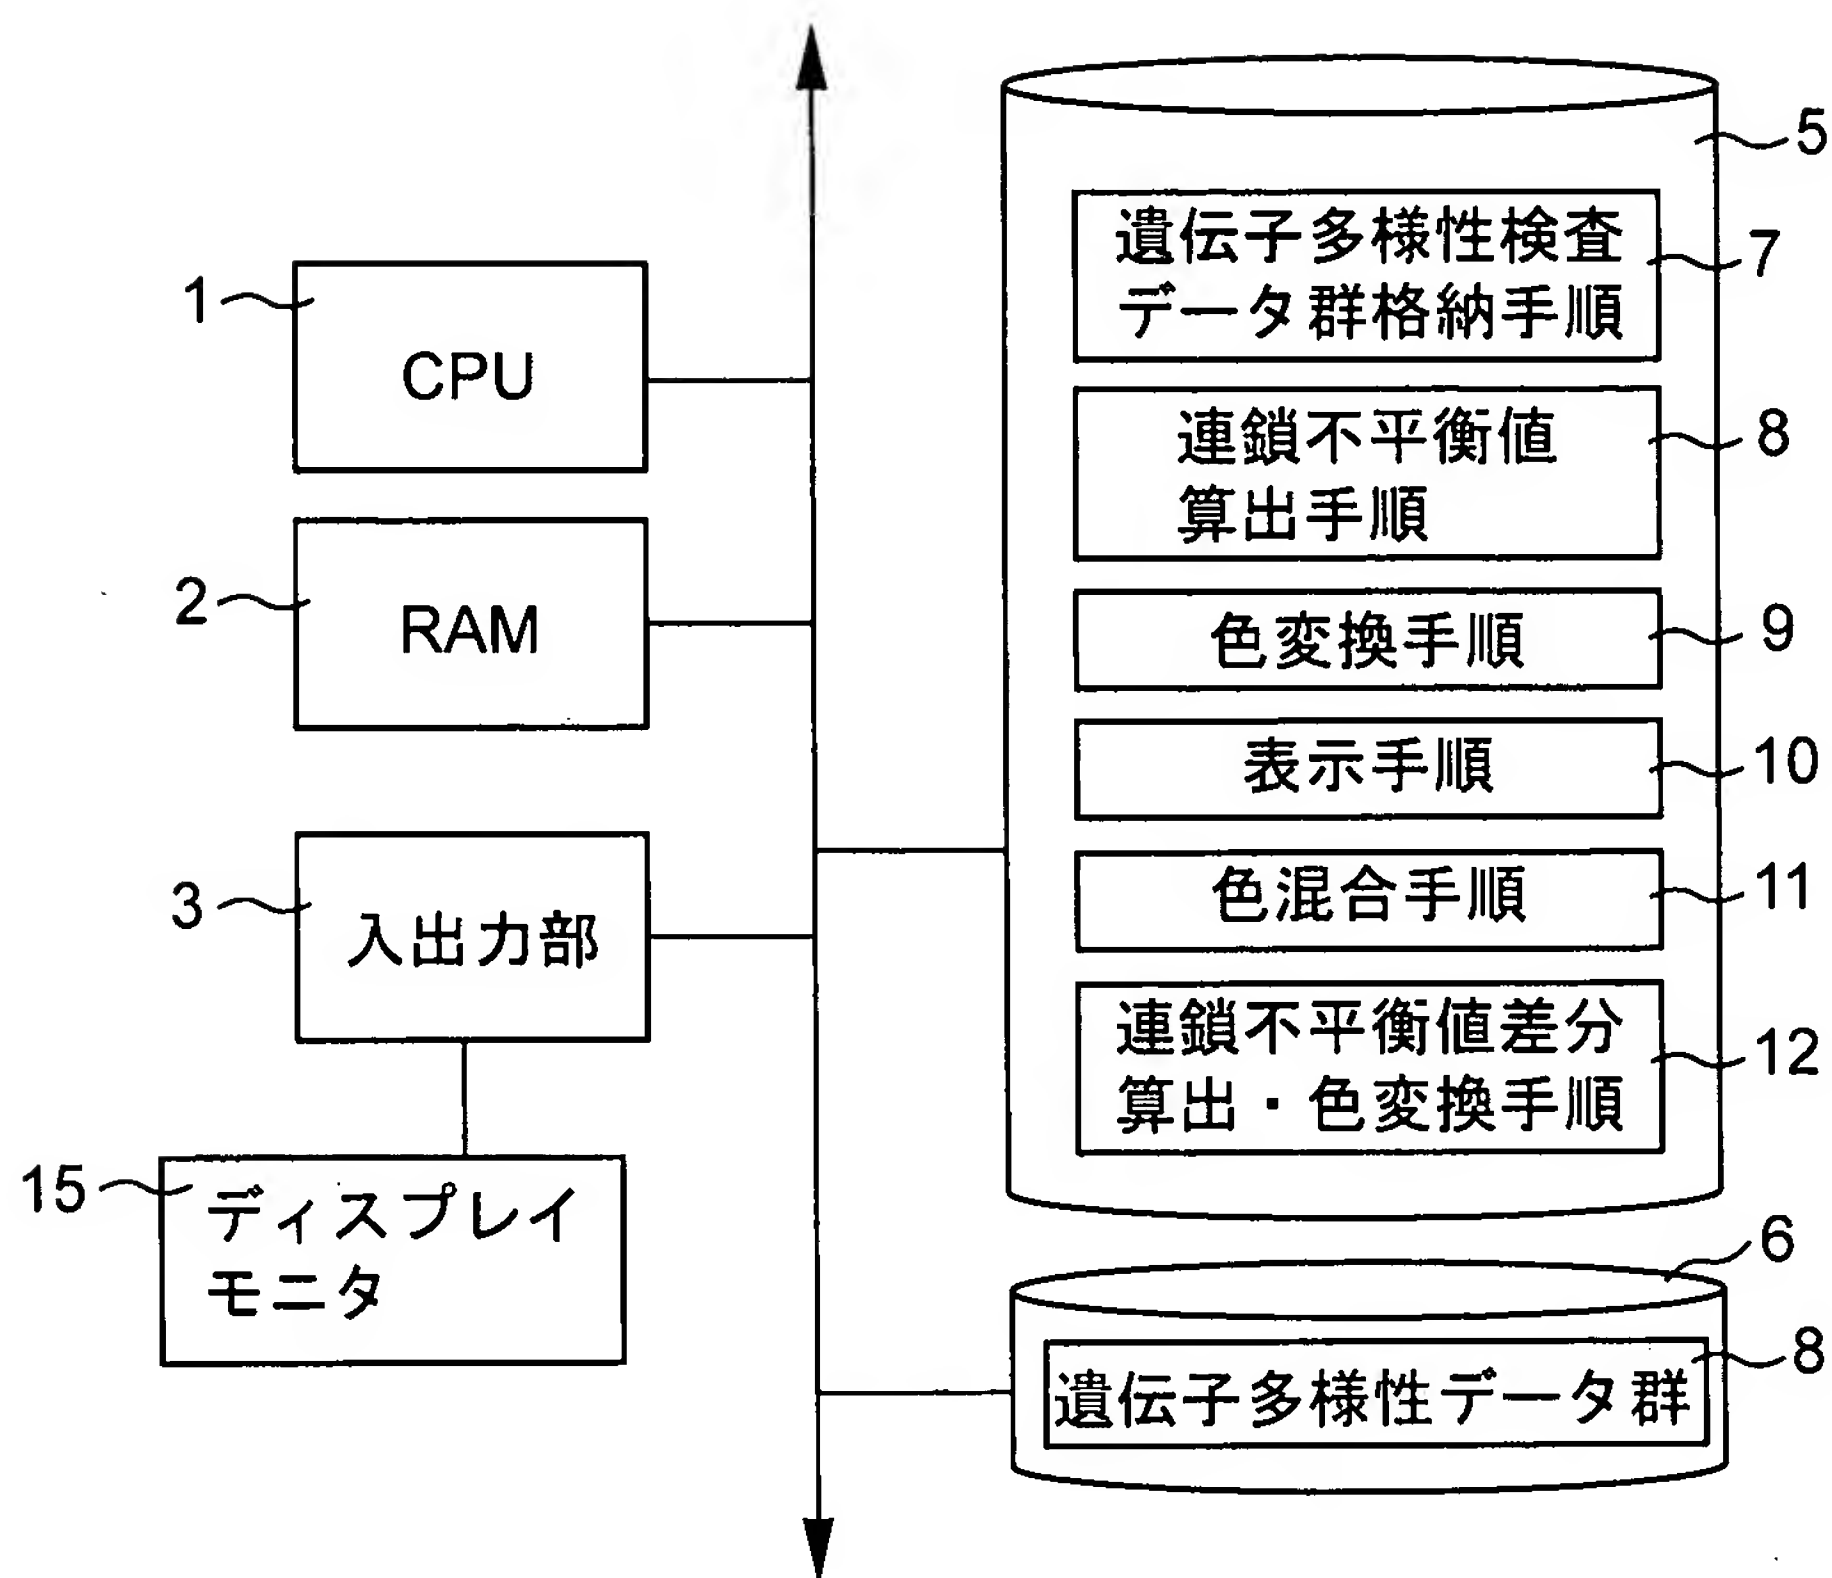 1
CPU
2
RAM
3
入出力部
15
ディスプレイ
モニタ
5
遺伝子多様性検査
データ群格納手順
7
連鎖不平衡値
算出手順
8
色変換手順
9
表示手順
10
色混合手順
11
連鎖不平衡値差分
算出・色変換手順
12
6
遺伝子多様性データ群
8